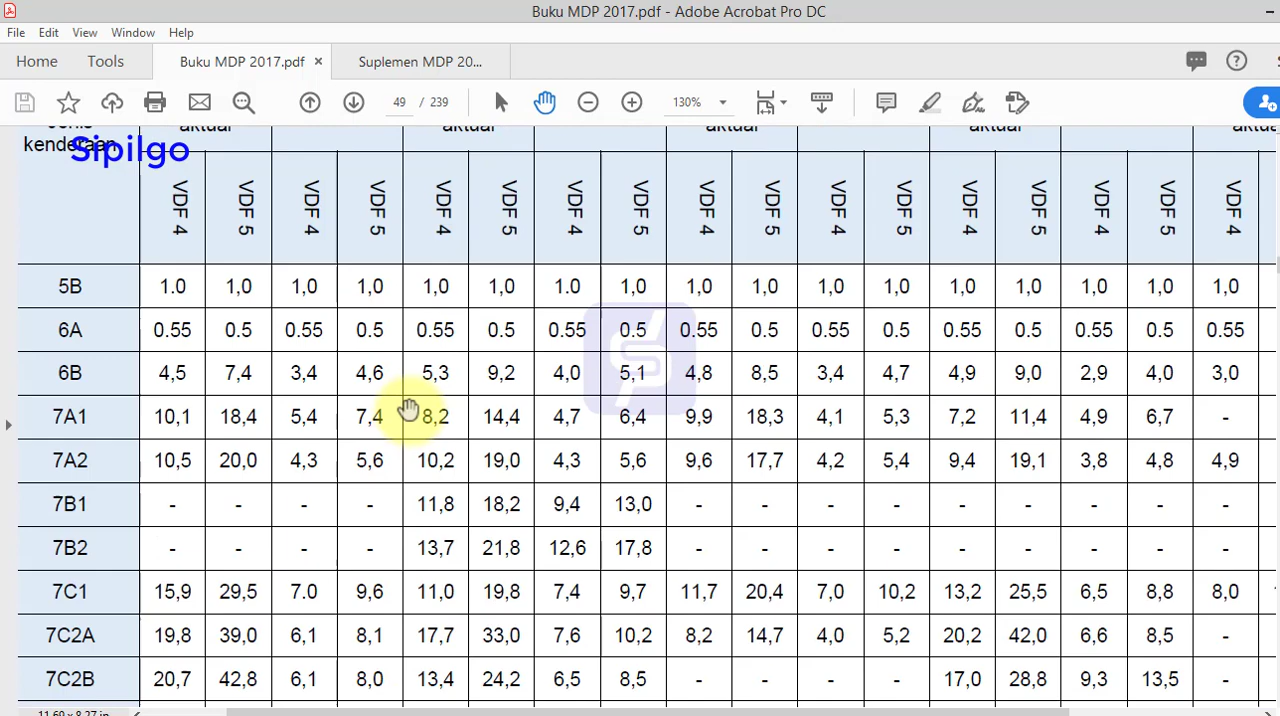 Buku MDP 2017.pdf - Adobe Acrobat Pro DC
File Edit View Window Help
Home Tools Buku MDP 2017.pdf × Suplemen MDP 20...
49 / 239 130%
aktual aktual aktual aktual
kenderaan
Sipilgo
VDF 4 VDF 5 VDF 4 VDF 5 VDF 4 VDF 5 VDF 4 VDF 5 VDF 4 VDF 5 VDF 4 VDF 5 VDF 4 VDF 5 VDF 4 VDF 5 VDF 4
5B 1.0 1,0 1,0 1,0 1,0 1,0 1.0 1,0 1,0 1,0 1,0 1,0 1,0 1,0 1,0 1,0 1,0
6A 0.55 0.5 0.55 0.5 0.55 0.5 0.55 0.5 0.55 0.5 0.55 0.5 0.55 0.5 0.55 0.5 0.55
6B 4,5 7,4 3,4 4,6 5,3 9,2 4,0 5,1 4,8 8,5 3,4 4,7 4,9 9,0 2,9 4,0 3,0
7A1 10,1 18,4 5,4 7,4 8,2 14,4 4,7 6,4 9,9 18,3 4,1 5,3 7,2 11,4 4,9 6,7 -
7A2 10,5 20,0 4,3 5,6 10,2 19,0 4,3 5,6 9,6 17,7 4,2 5,4 9,4 19,1 3,8 4,8 4,9
7B1 - - - - 11,8 18,2 9,4 13,0 - - - - - - - - -
7B2 - - - - 13,7 21,8 12,6 17,8 - - - - - - - - -
7C1 15,9 29,5 7.0 9,6 11,0 19,8 7,4 9,7 11,7 20,4 7,0 10,2 13,2 25,5 6,5 8,8 8,0
7C2A 19,8 39,0 6,1 8,1 17,7 33,0 7,6 10,2 8,2 14,7 4,0 5,2 20,2 42,0 6,6 8,5 -
7C2B 20,7 42,8 6,1 8,0 13,4 24,2 6,5 8,5 - - - - 17,0 28,8 9,3 13,5 -
11,69 x 8,27 in